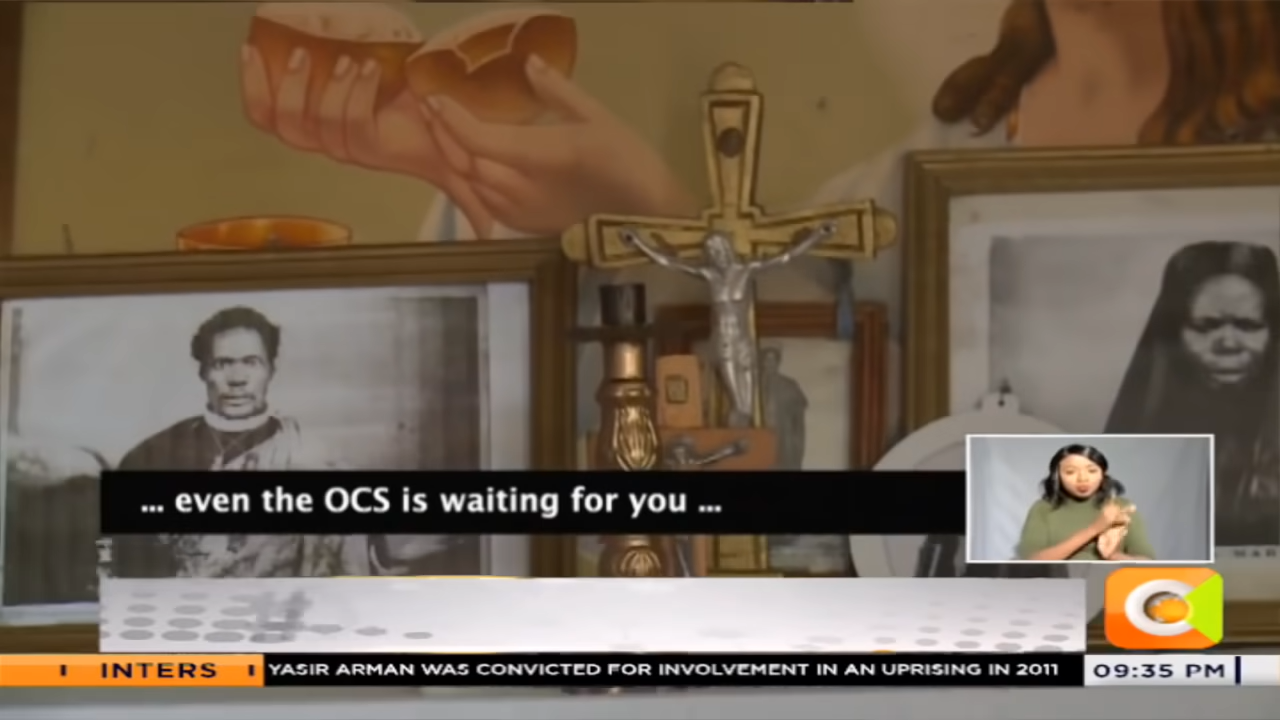 ... even the OCS is waiting for you ...
INTERS
YASIR ARMAN WAS CONVICTED FOR INVOLVEMENT IN AN UPRISING IN 2011
09:35 PM